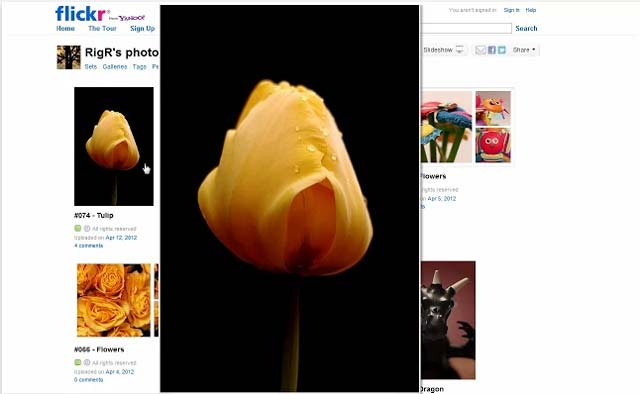 flickr from YAHOO!
You aren't signed in Sign In Help
Home The Tour Sign Up
Search
RigR's photo
Slideshow
Share
Sets Galleries Tags
#074 - Tulip
All rights reserved
Uploaded on Apr 12, 2012
4 comments
Flowers
rights reserved
on Apr 5, 2012
#066 - Flowers
All rights reserved
Uploaded on Apr 4, 2012
0 comments
Dragon